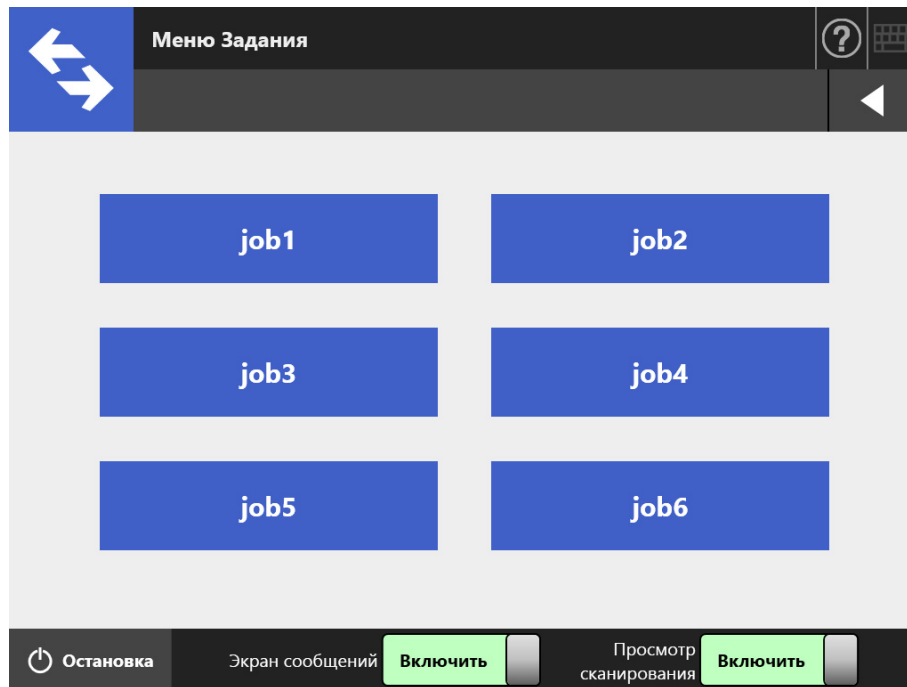 Меню Задания
?
job1
job2
job3
job4
job5
job6
Остановка
Экран сообщений
Включить
Просмотр
сканирования
Включить